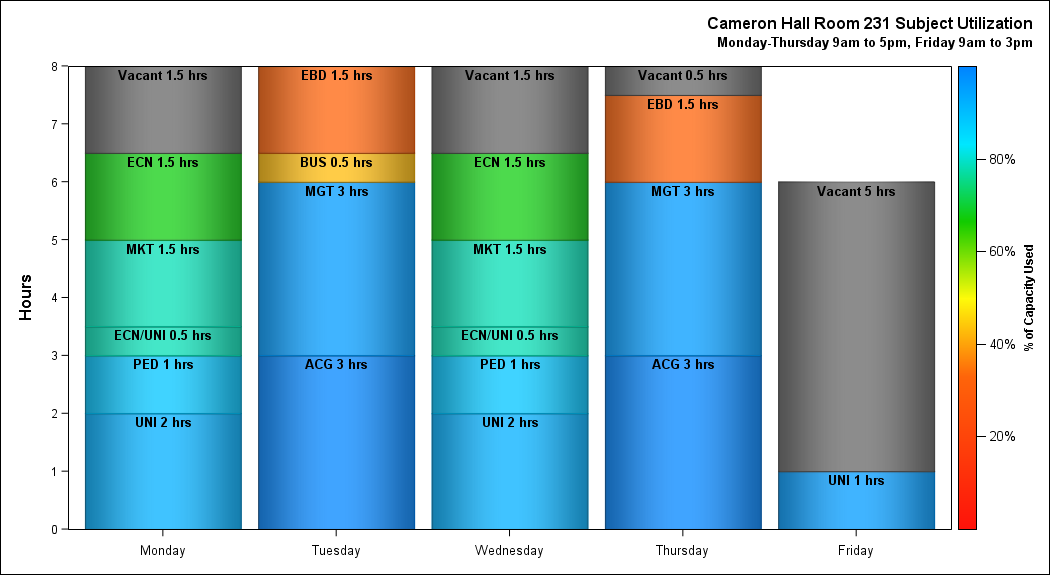 Cameron Hall Room 231 Subject Utilization
Monday-Thursday 9am to 5pm, Friday 9am to 3pm
Hours
8
7
6
5
4
3
2
1
0
Vacant 1.5 hrs
ECN 1.5 hrs
MKT 1.5 hrs
ECN/UNI 0.5 hrs
PED 1 hrs
UNI 2 hrs
EBD 1.5 hrs
BUS 0.5 hrs
MGT 3 hrs
ACG 3 hrs
Vacant 1.5 hrs
ECN 1.5 hrs
MKT 1.5 hrs
ECN/UNI 0.5 hrs
PED 1 hrs
UNI 2 hrs
Vacant 0.5 hrs
EBD 1.5 hrs
MGT 3 hrs
ACG 3 hrs
Vacant 5 hrs
UNI 1 hrs
Monday
Tuesday
Wednesday
Thursday
Friday
80%
60%
40%
20%
% of Capacity Used